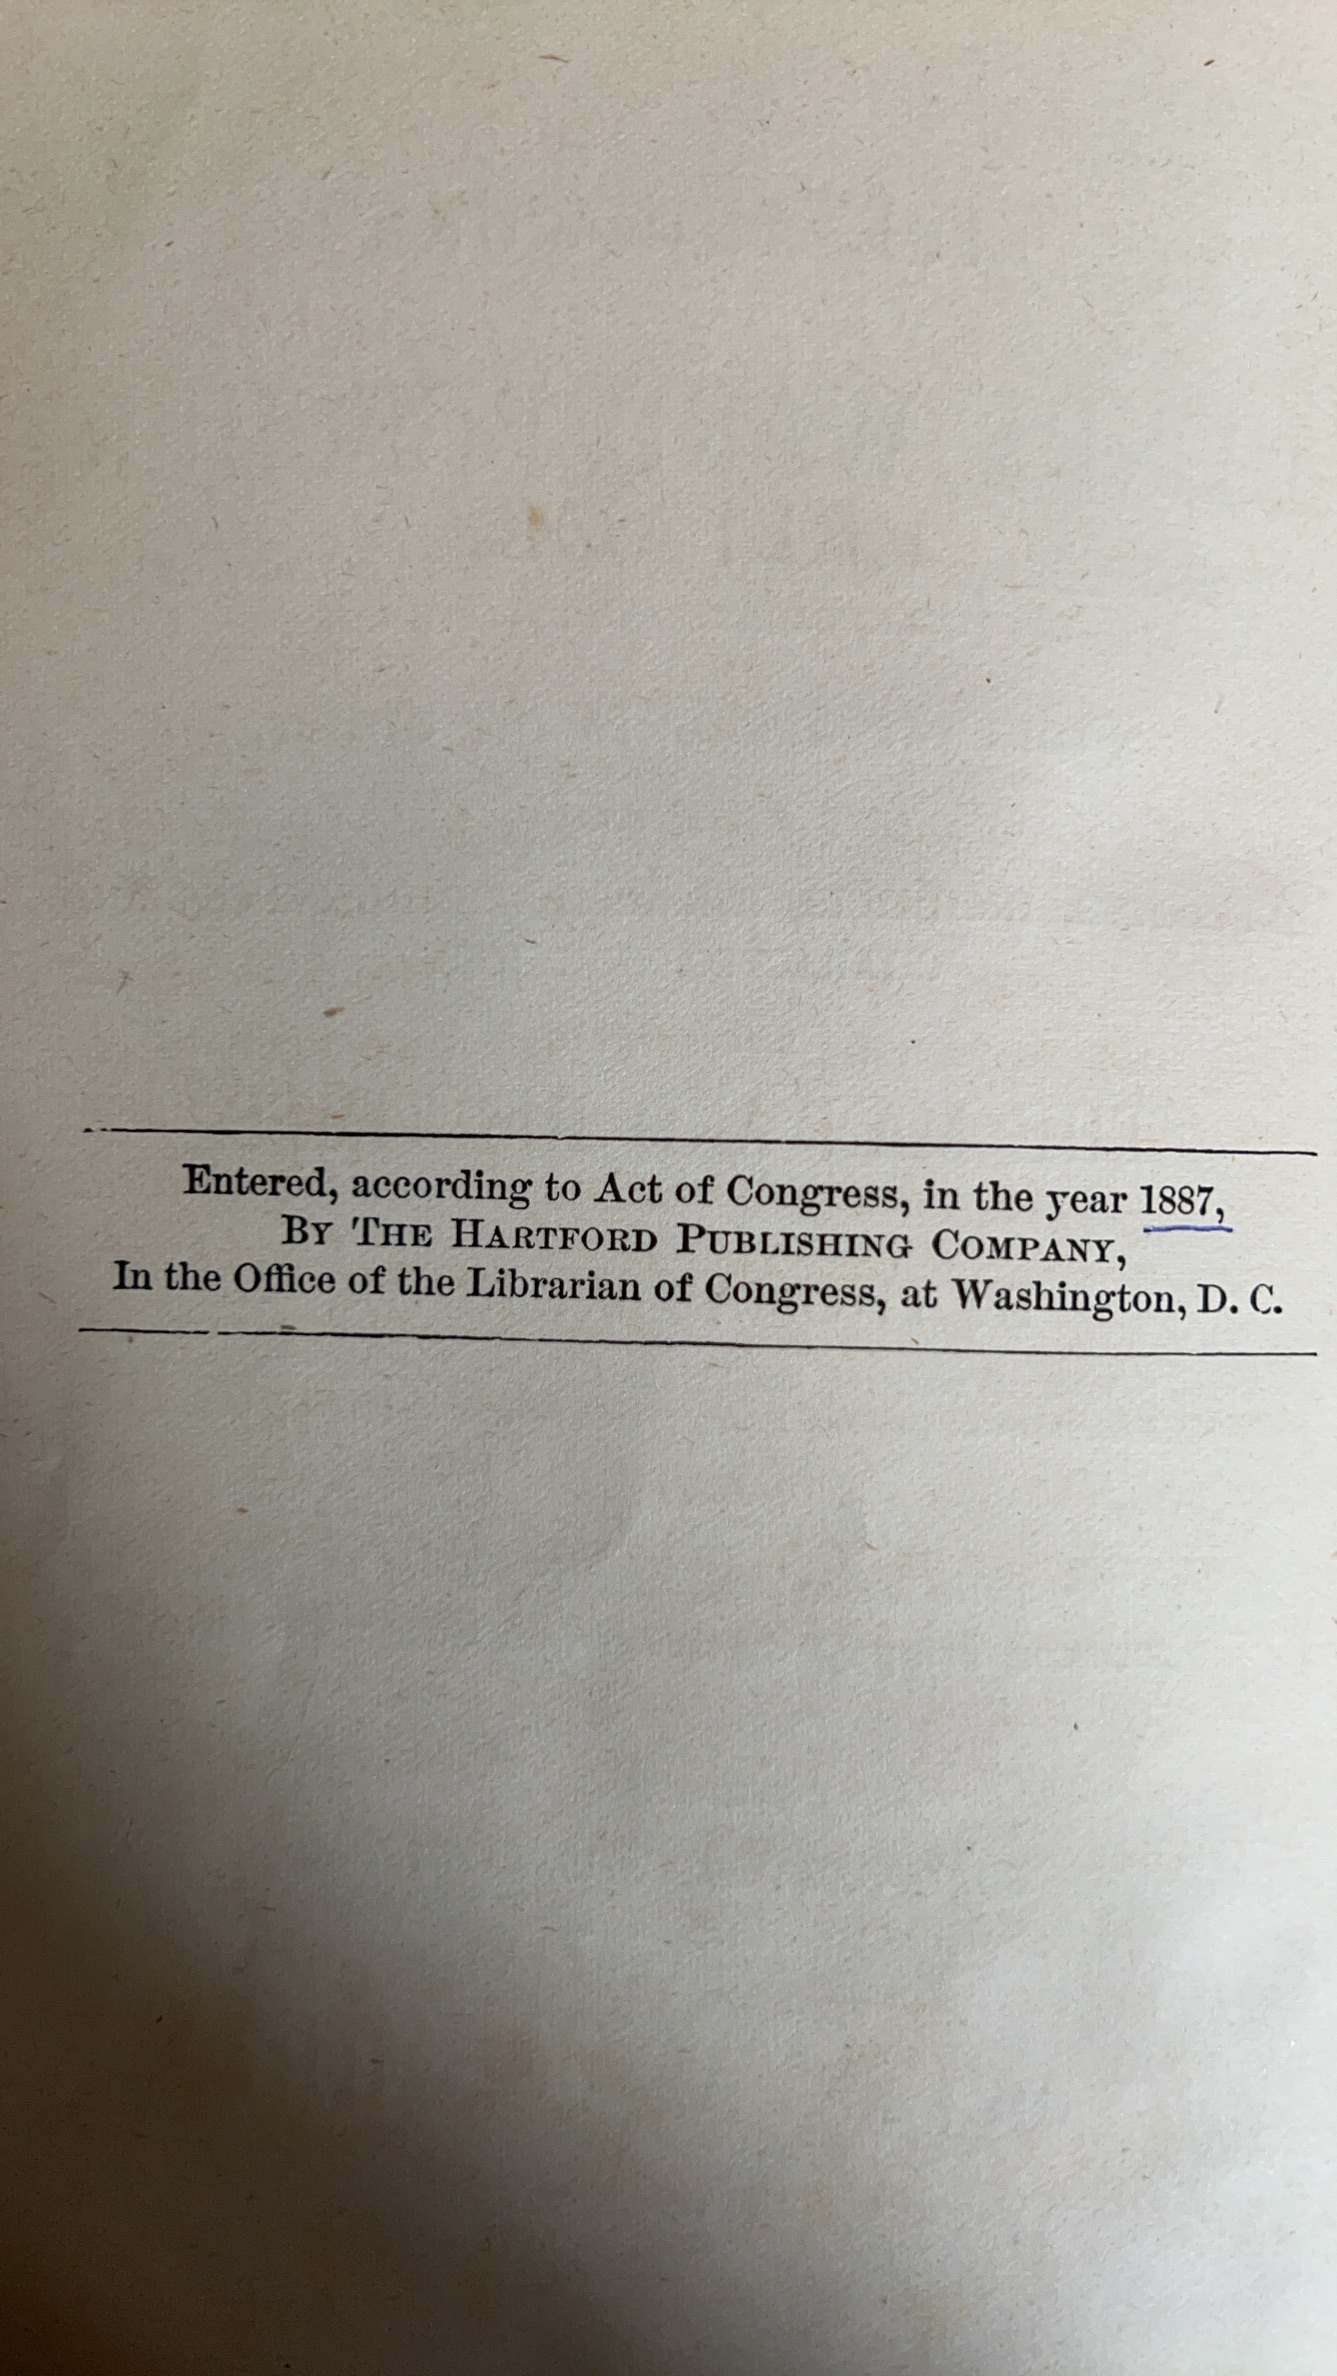 Entered, according to Act of Congress, in the year 1887,
BY THE HARTFORD PUBLISHING COMPANY,
In the Office of the Librarian of Congress, at Washington, D. C.